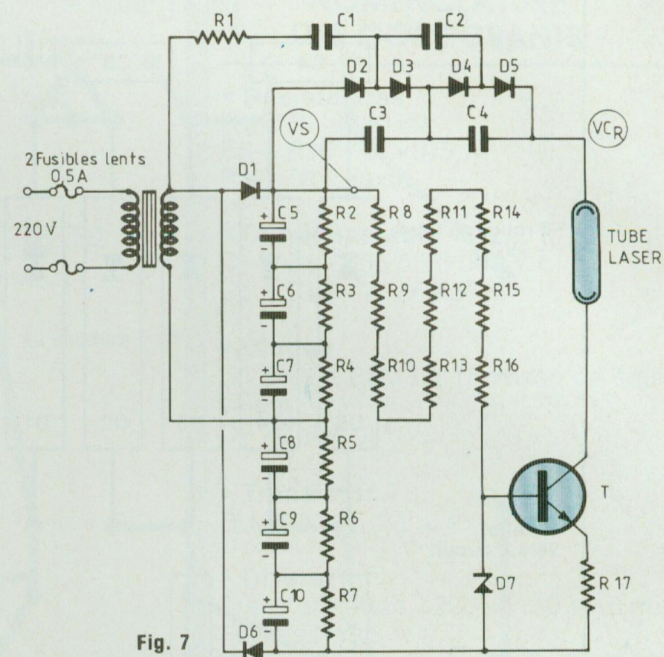 R1
C1
C2
D2
D3
D4
D5
C3
C4
VS
VCR
2Fusibles lents
0,5A
220V
D1
C5
R2
R8
R11
R14
TUBE
LASER
C6
R3
R9
R12
R15
C7
R4
R10
R13
R16
C8
R5
T
C9
R6
D7
R17
C10
R7
D6
Fig. 7